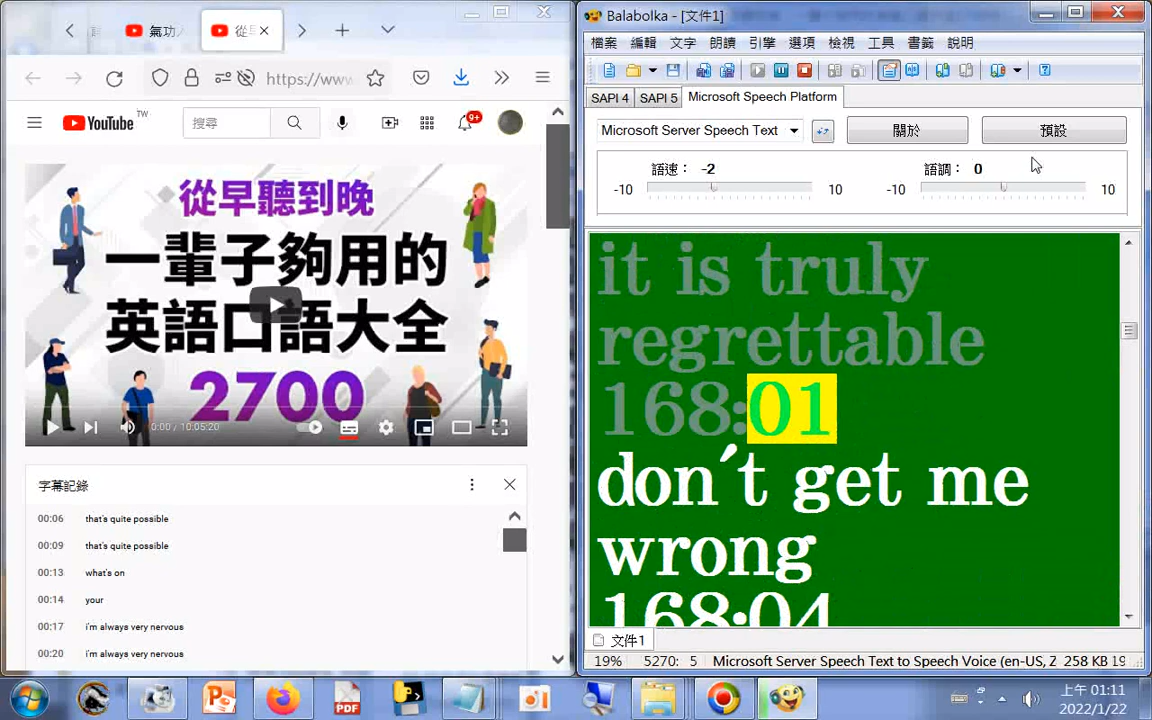 氣功
從
https://www
YouTube TW
搜尋
9+
從早聽到晚
一輩子夠用的
英語口語大全
2700
0:00 / 10:05:20
字幕記錄
00:06 that's quite possible
00:09 that's quite possible
00:13 what's on
00:14 your
00:17 i'm always very nervous
00:20 i'm always very nervous
Balabolka - [文件1]
檔案 編輯 文字 朗讀 引擎 選項 檢視 工具 書籤 說明
SAPI 4 SAPI 5 Microsoft Speech Platform
Microsoft Server Speech Text 關於 預設
語速： -2 語調： 0
-10 10 -10 10
it is truly
regrettable
168:01
don't get me
wrong
168:04
文件1
19% 5270: 5 Microsoft Server Speech Text to Speech Voice (en-US, Z 258 KB 19
PDF
上午 01:11
2022/1/22